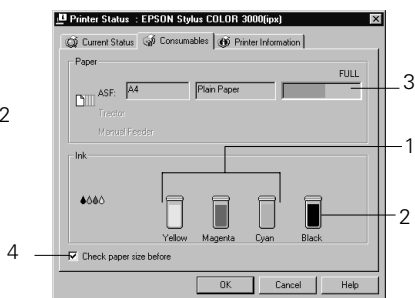 Printer Status : EPSON Stylus COLOR 3000(ipx)
Current Status Consumables Printer Information
Paper
FULL
3
ASF: A4 Plain Paper
2
Tractor
Manual Feeder
1
Ink
2
Yellow Magenta Cyan Black
4
Check paper size before
OK Cancel Help